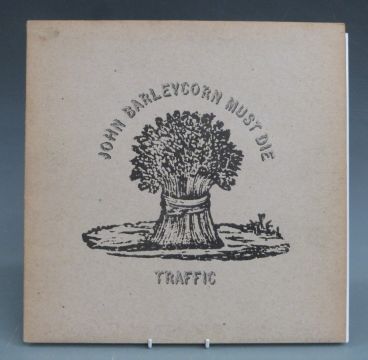 JOHN BARLEYCORN MUST DIE
TRAFFIC